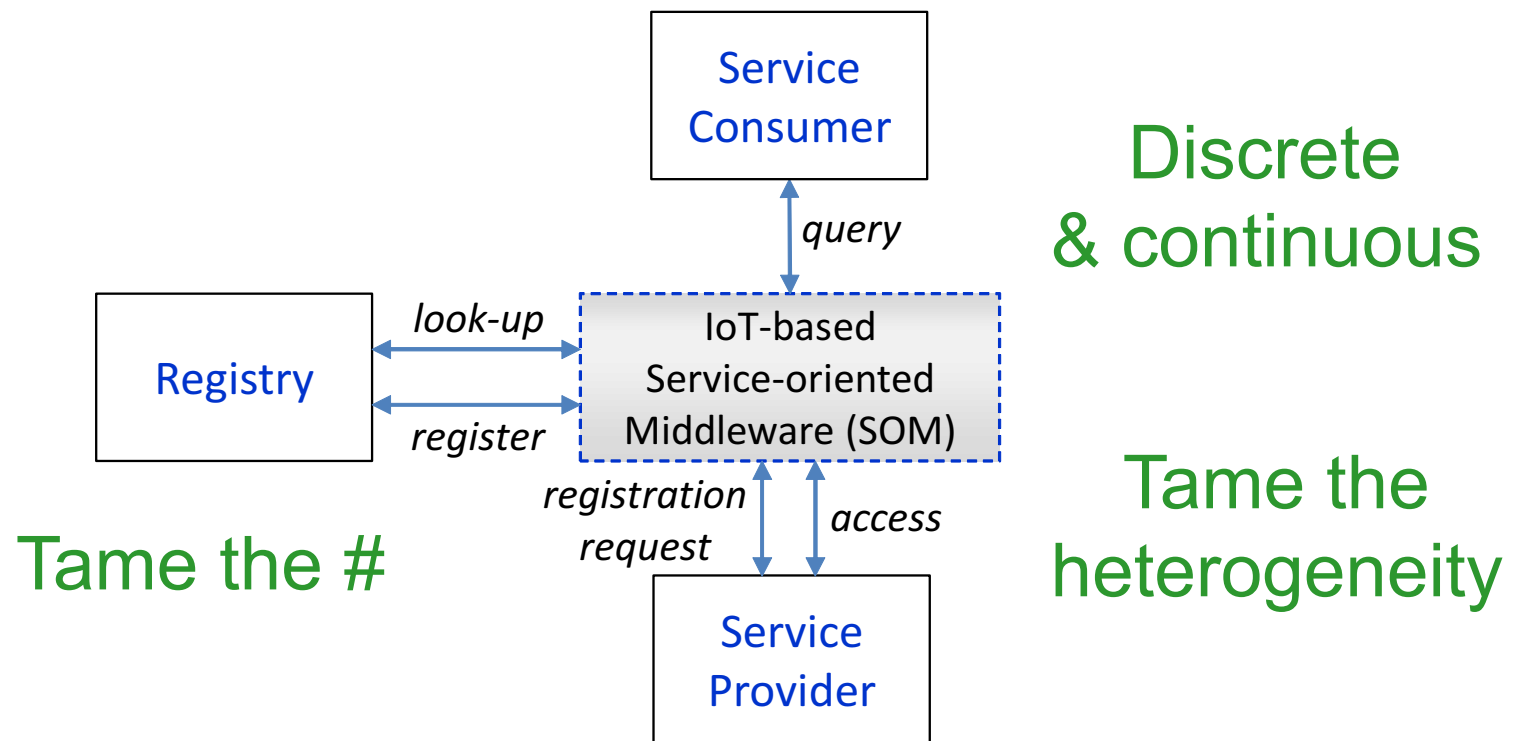 Service
Consumer
Discrete
& continuous
query
look-up
Registry
register
IoT-based
Service-oriented
Middleware (SOM)
registration
request
access
Tame the #
Tame the
heterogeneity
Service
Provider